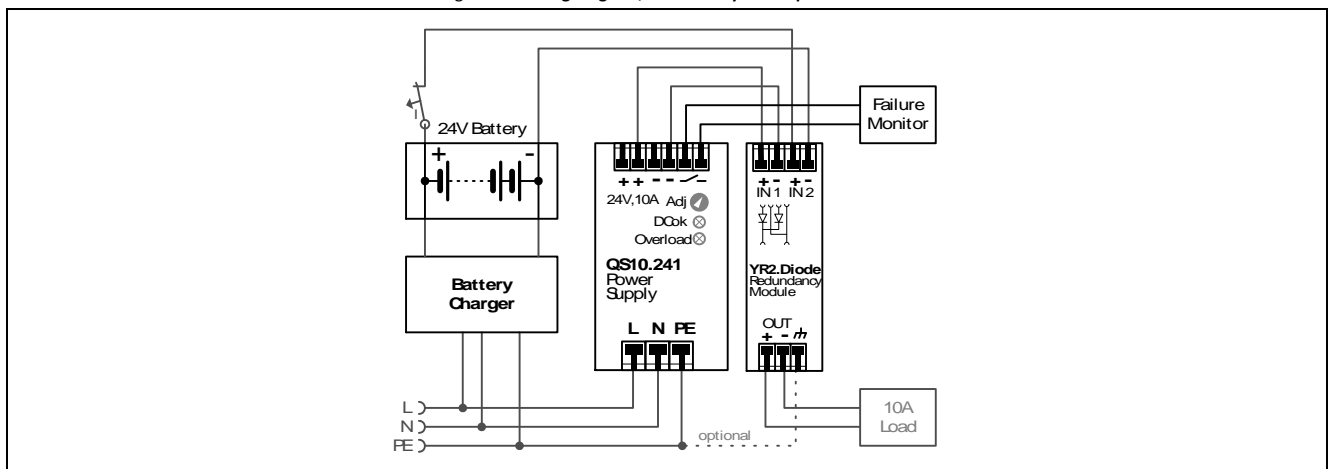 Failure
Monitor
24V Battery
+ -
+ + - - -
24V,10A Adj
DCok
Overload
QS10.241
Power
Supply
L N PE
Battery
Charger
+ - + -
IN 1 IN 2
YR2.Diode
Redundancy
Module
OUT
+ -
L
N
PE
optional
10A
Load
I